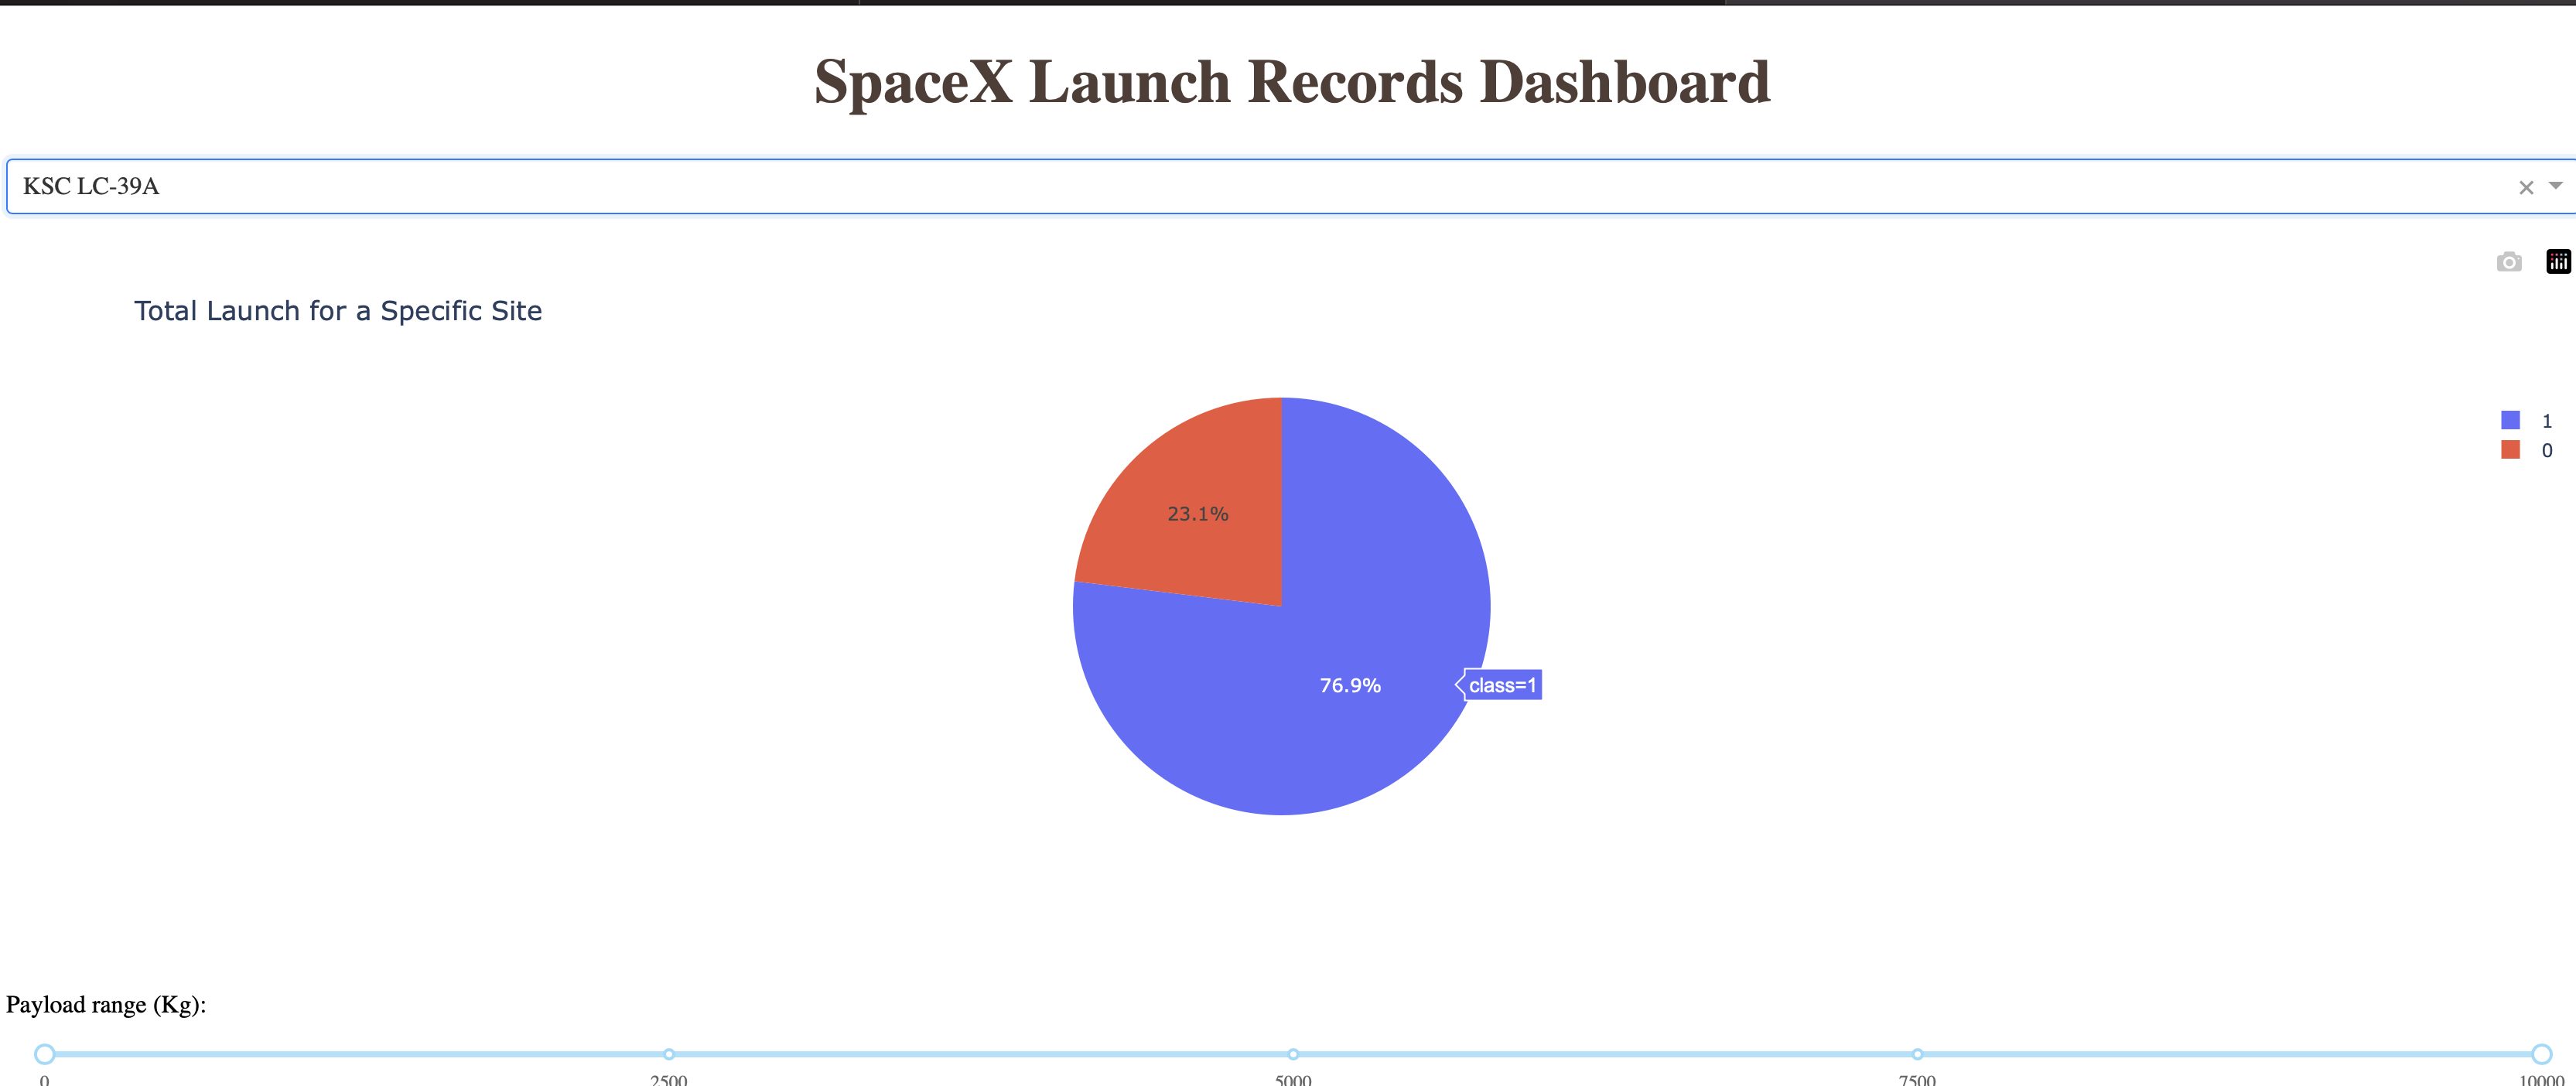 SpaceX Launch Records Dashboard
KSC LC-39A
Total Launch for a Specific Site
1
0
23.1%
76.9%
class=1
Payload range (Kg):
0 2500 5000 7500 10000